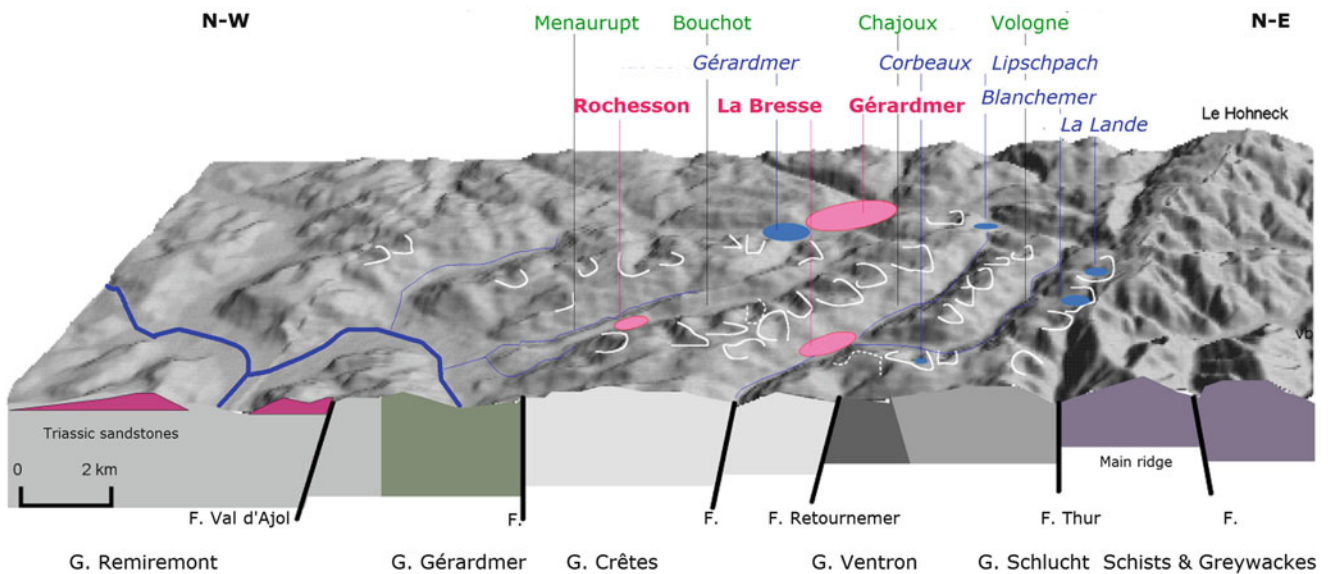 N-W N-E
Menaurupt Bouchot Chajoux Vologne
Gérardmer Corbeaux Lipschpach
Rochesson La Bresse Gérardmer Blanchemer
La Lande Le Hohneck
Triassic sandstones
0 2 km
Main ridge
F. Val d'Ajol F. F. F. Retournemer F. Thur F.
G. Remiremont G. Gérardmer G. Crêtes G. Ventron G. Schlucht Schists & Greywackes